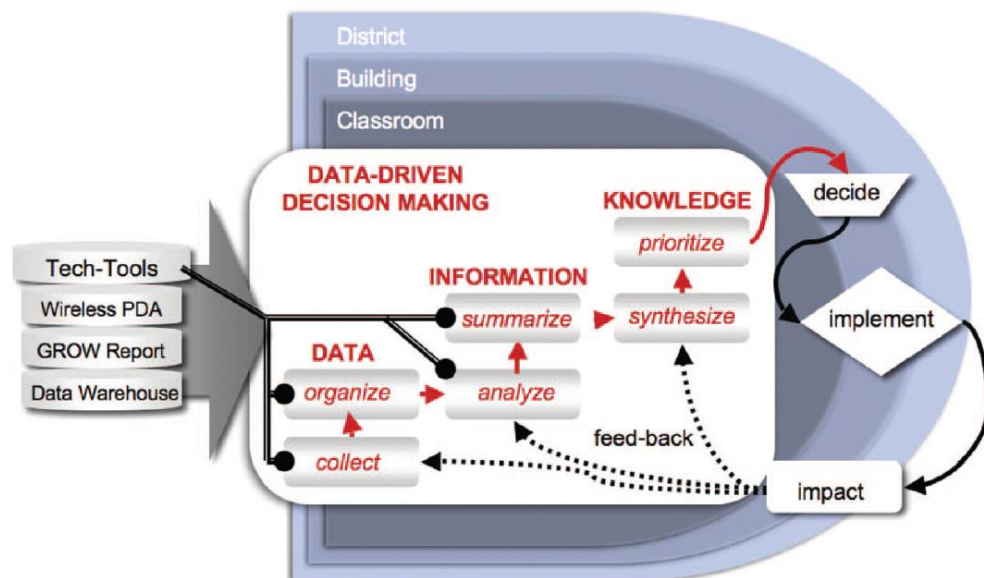 District
Building
Classroom
DATA-DRIVEN
DECISION MAKING
KNOWLEDGE
decide
prioritize
Tech-Tools
INFORMATION
Wireless PDA
summarize
synthesize
implement
GROW Report
DATA
Data Warehouse
organize
analyze
feed-back
collect
impact